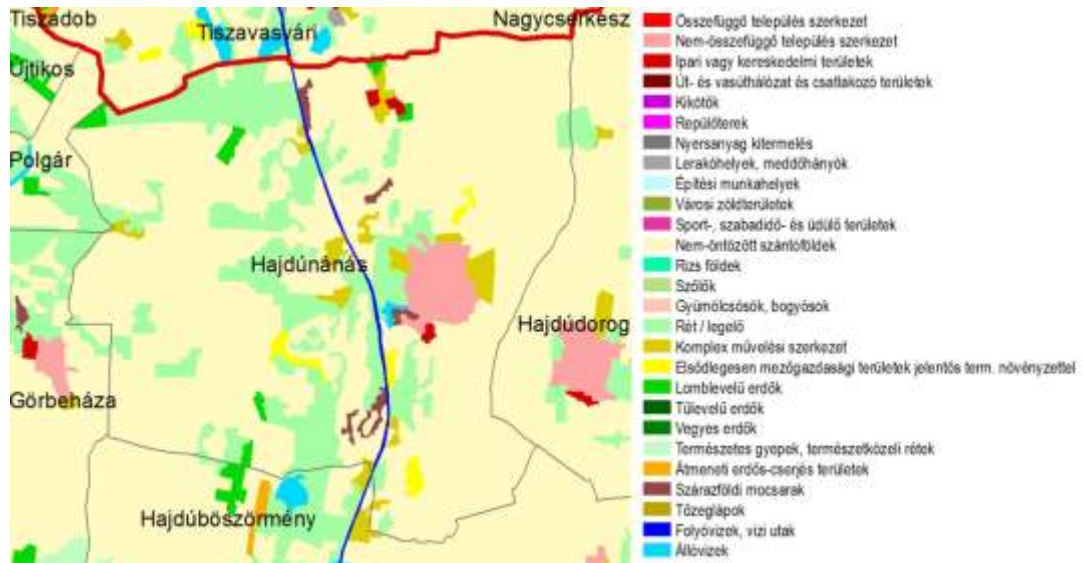 Tiszadob
Nagycserkesz
Tiszavasvári
Újtikos
Polgár
Hajdúnánás
Hajdúdorog
Görbeháza
Hajdúböszörmény
Összefüggő település szerkezet
Nem-összefüggő település szerkezet
Ipari vagy kereskedelmi területek
Út- és vasúthálózat és csatlakozó területek
Kikötők
Repülőterek
Nyersanyag kitermelés
Lerakóhelyek, meddőhányók
Építési munkahelyek
Városi zöldterületek
Sport-, szabadidő- és üdülő területek
Nem-öntözött szántóföldek
Rizs földek
Szőlők
Gyümölcsösök, bogyósok
Rét / legelő
Komplex művelési szerkezet
Elsődlegesen mezőgazdasági területek jelentős term. növényzettel
Lomblevelű erdők
Tűlevelű erdők
Vegyes erdők
Természetes gyepek, természetközeli rétek
Átmeneti erdős-cserjés területek
Szárazföldi mocsarak
Tőzeglápok
Folyóvizek, vizi utak
Állóvizek